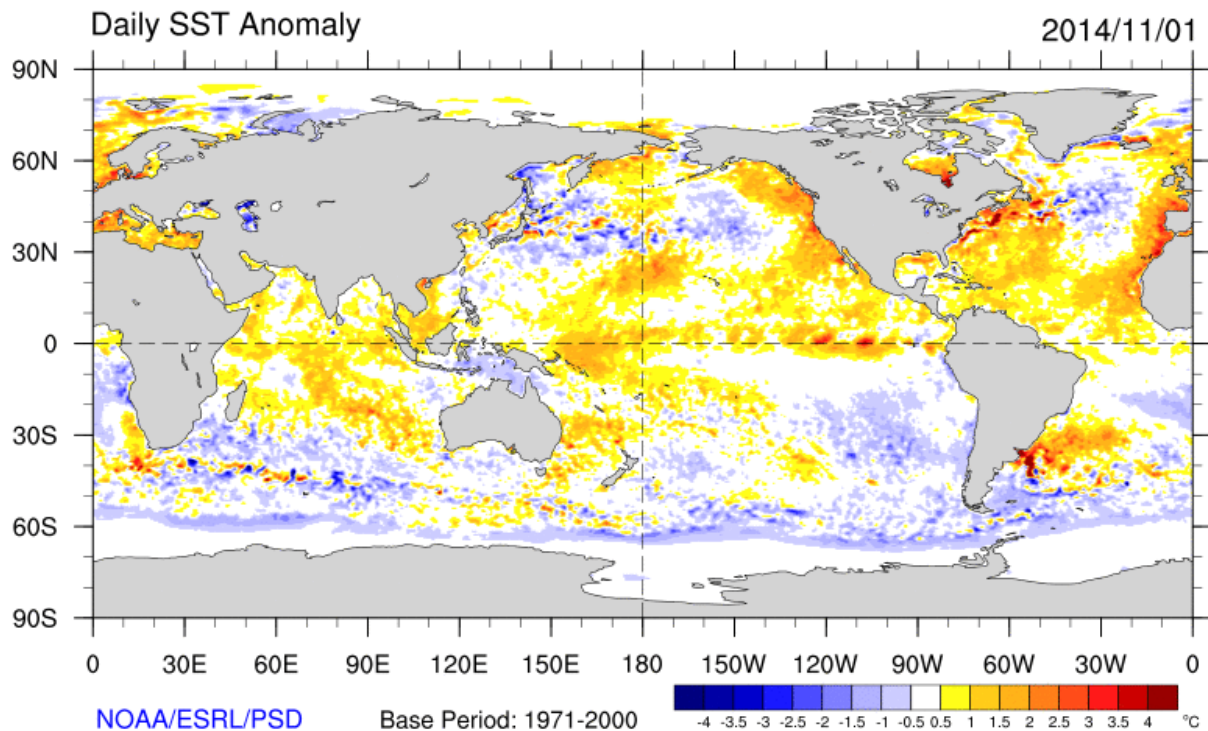 Daily SST Anomaly 2014/11/01
90N
60N
30N
0
30S
60S
90S
0 30E 60E 90E 120E 150E 180 150W 120W 90W 60W 30W 0
NOAA/ESRL/PSD Base Period: 1971-2000
-4 -3.5 -3 -2.5 -2 -1.5 -1 -0.5 0.5 1 1.5 2 2.5 3 3.5 4 °C